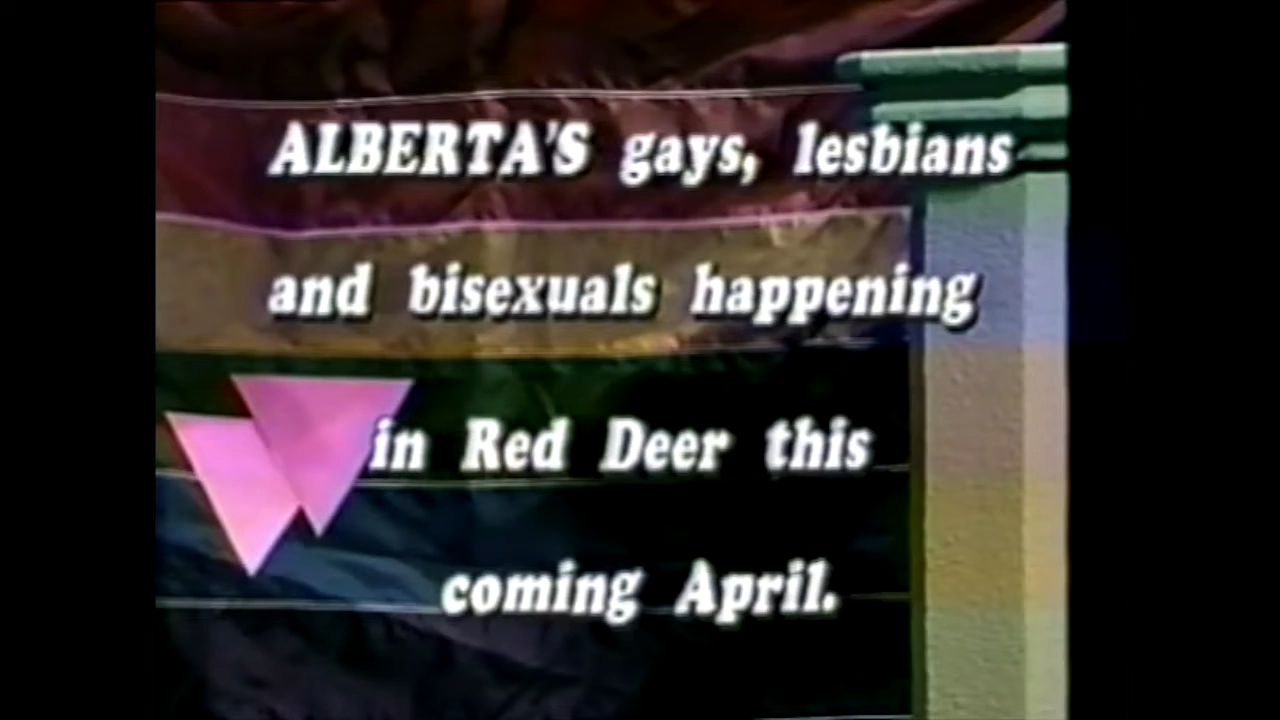 ALBERTA'S gays, lesbians
and bisexuals happening
in Red Deer this
coming April.